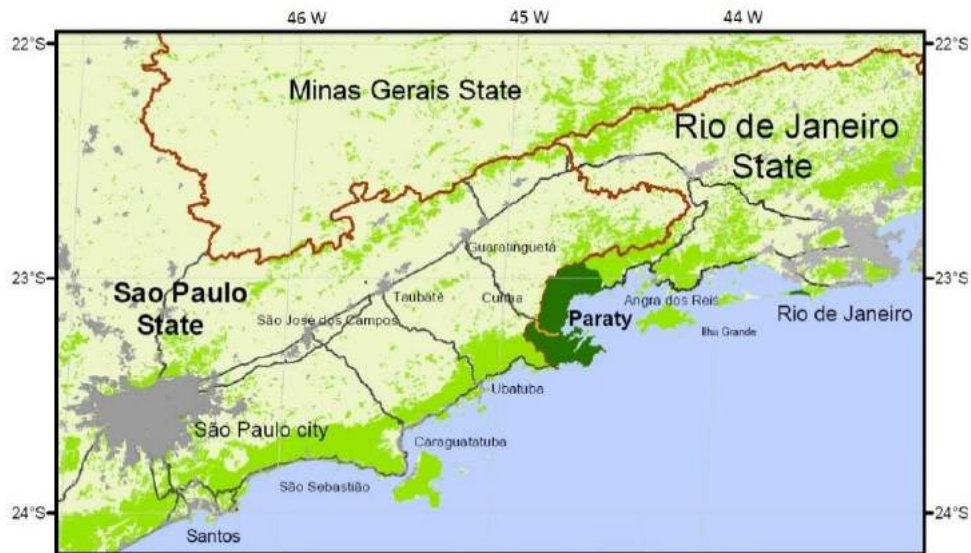 46 W 45 W 44 W
22°S 22°S
Minas Gerais State
Rio de Janeiro
State
Guaratinguetá
23°S 23°S
Sao Paulo
State
Taubaté
Cunha
Angra dos Reis
Paraty
Rio de Janeiro
São José dos Campos
Ilha Grande
Ubatuba
São Paulo city
Caraguatatuba
São Sebastião
24°S 24°S
Santos